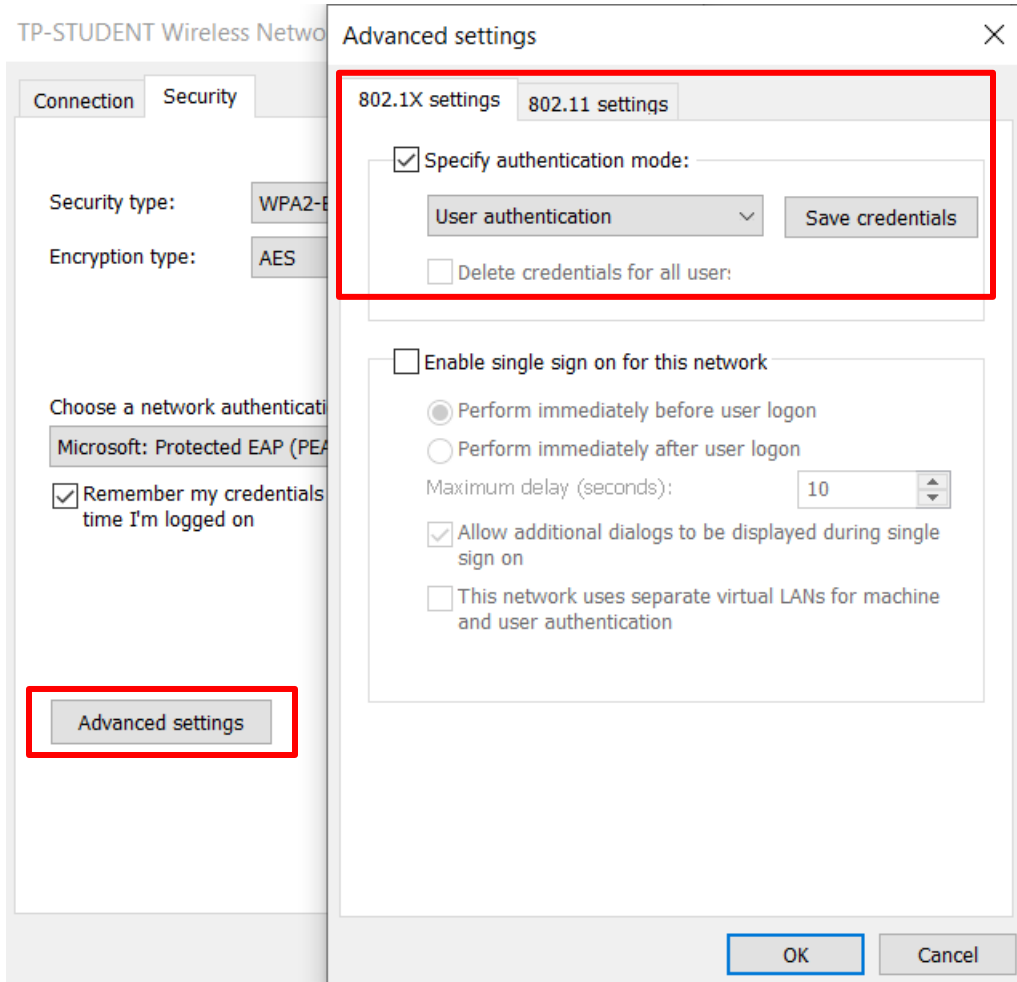 TP-STUDENT Wireless Netwo
Connection
Security
Security type:
WPA2-E
Encryption type:
AES
Choose a network authenticati
Microsoft: Protected EAP (PEA
Remember my credentials
time I'm logged on
Advanced settings
Advanced settings
802.1X settings
802.11 settings
Specify authentication mode:
User authentication
Save credentials
Delete credentials for all users
Enable single sign on for this network
Perform immediately before user logon
Perform immediately after user logon
Maximum delay (seconds):
10
Allow additional dialogs to be displayed during single
sign on
This network uses separate virtual LANs for machine
and user authentication
OK
Cancel